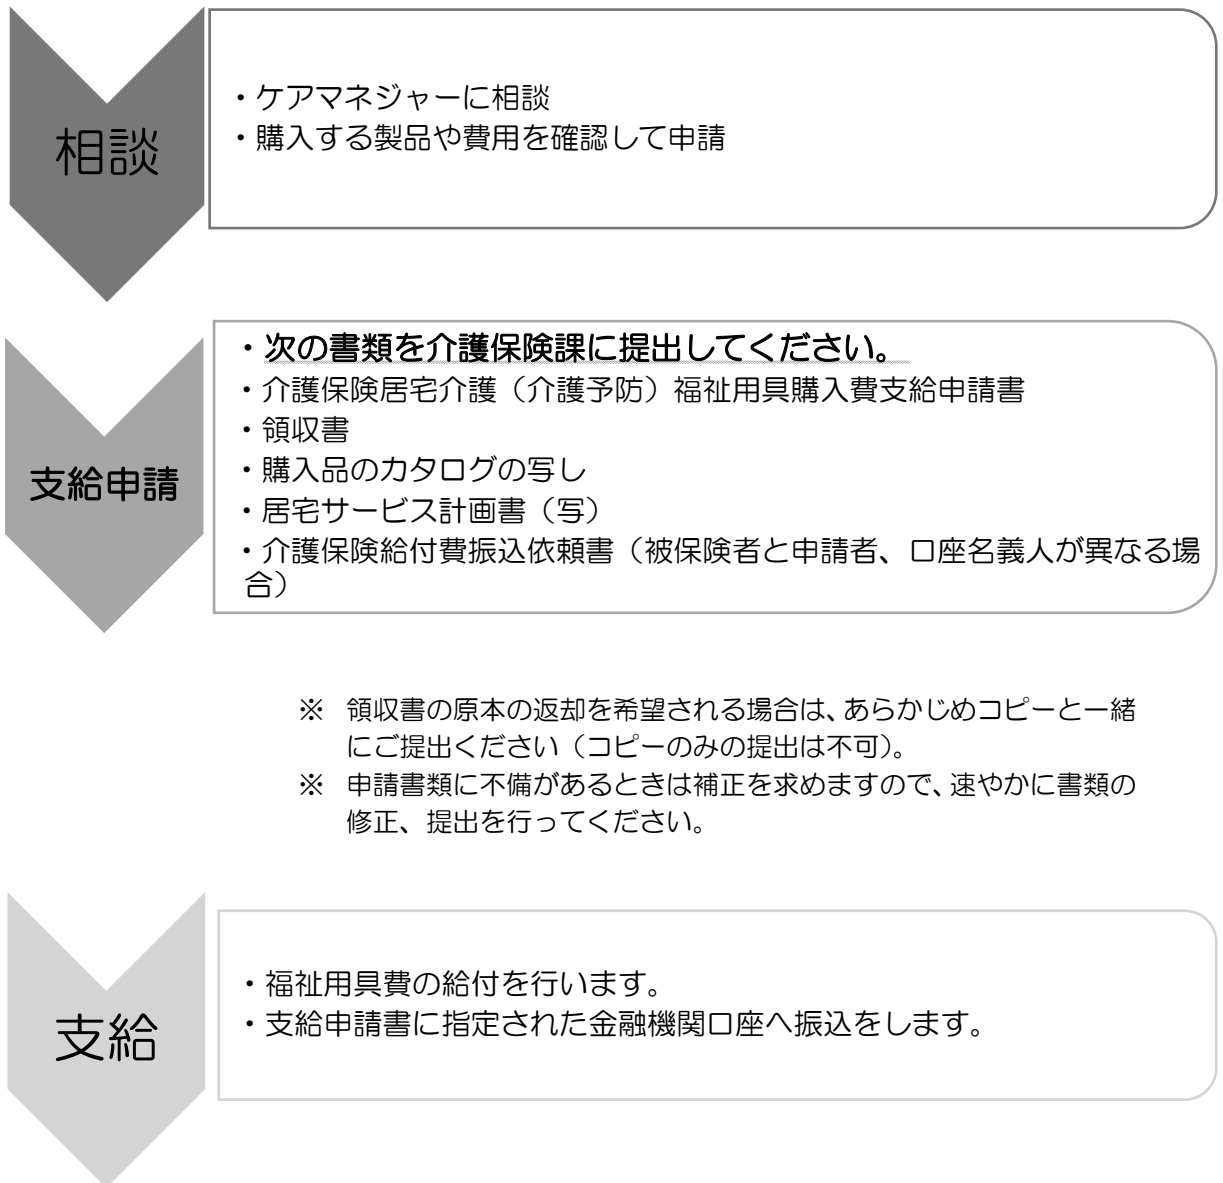 相談
・ケアマネジャーに相談
・購入する製品や費用を確認して申請
支給申請
・次の書類を介護保険課に提出してください。
・介護保険居宅介護（介護予防）福祉用具購入費支給申請書
・領収書
・購入品のカタログの写し
・居宅サービス計画書（写）
・介護保険給付費振込依頼書（被保険者と申請者、口座名義人が異なる場
合）
※　領収書の原本の返却を希望される場合は、あらかじめコピーと一緒
にご提出ください（コピーのみの提出は不可）。
※　申請書類に不備があるときは補正を求めますので、速やかに書類の
修正、提出を行ってください。
支給
・福祉用具費の給付を行います。
・支給申請書に指定された金融機関口座へ振込をします。